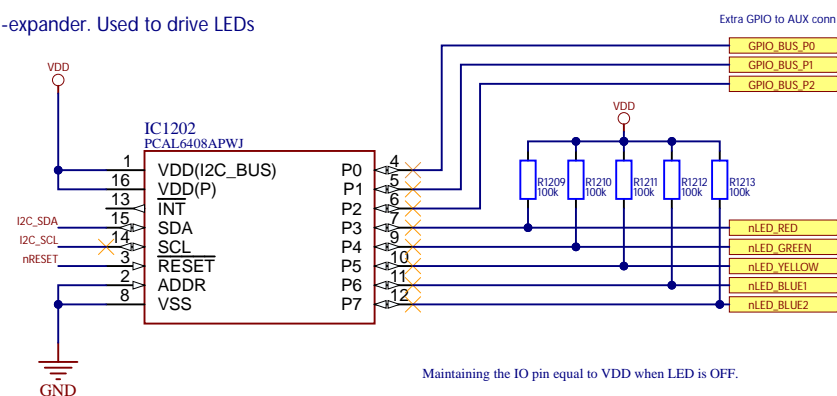 Extra GPIO to AUX conn
-expander. Used to drive LEDs
GPIO_BUS_P0
GPIO_BUS_P1
GPIO_BUS_P2
VDD
VDD
IC1202
PCAL6408APWJ
1 VDD(I2C_BUS) P0 4
16 VDD(P) P1 5
13 INT P2 6
I2C_SDA 15 SDA P3 7 nLED_RED
I2C_SCL 14 SCL P4 9 nLED_GREEN
nRESET 3 RESET P5 10 nLED_YELLOW
2 ADDR P6 11 nLED_BLUE1
8 VSS P7 12 nLED_BLUE2
R1209 R1210 R1211 R1212 R1213
100k 100k 100k 100k 100k
Maintaining the IO pin equal to VDD when LED is OFF.
GND